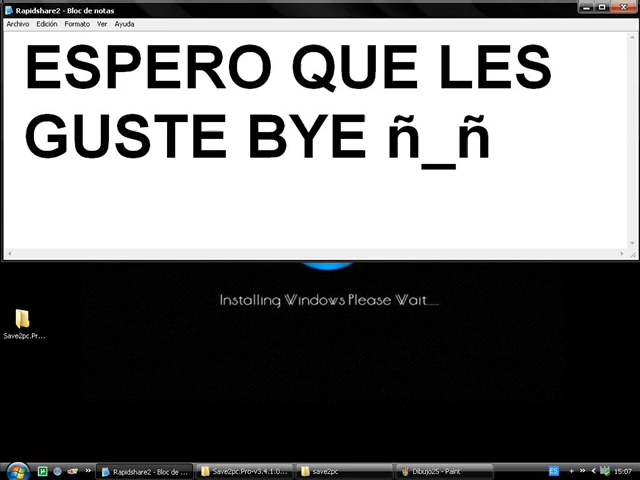 Rapidshare2 - Bloc de notas
Archivo Edición Formato Ver Ayuda
ESPERO QUE LES
GUSTE BYE ñ_ñ
Installing Windows Please Wait.....
Save2pc.Pr...
Rapidshare2 - Bloc de ...
Save2pc.Pro-v3.4.1.0...
save2pc
Dibujo25 - Paint
ES
15:07